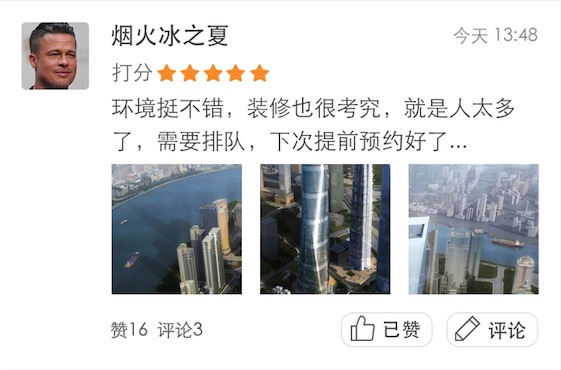 烟火冰之夏
今天 13:48
打分
环境挺不错，装修也很考究，就是人太多
了，需要排队，下次提前预约好了...
赞16 评论3
已赞
评论